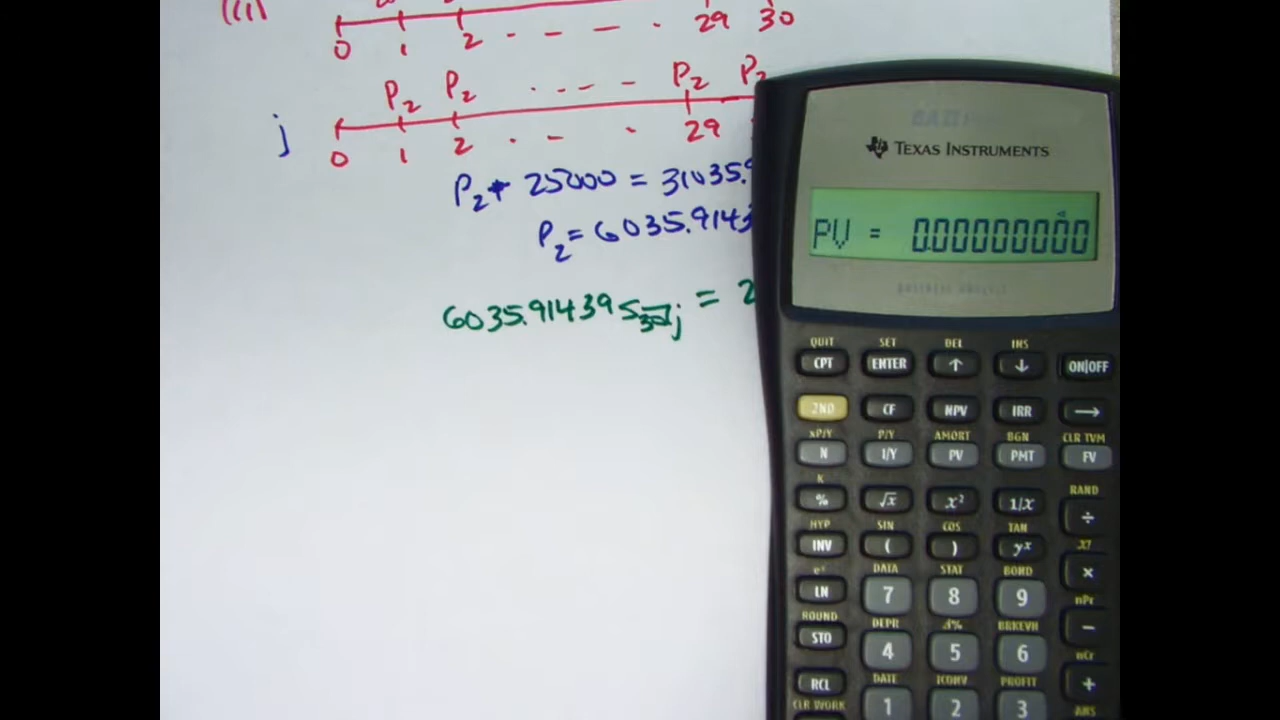 (iii)
0 1 2 . . - - . 29 30
P2 P2 . - - - P2 P2
j
0 1 2 . - . 29
P2 + 25000 = 31035.9
P2 = 6035.9143
6035.91439 s30|j = 2
TEXAS INSTRUMENTS
PV = 0.000000000
QUIT SET DEL INS
CPT ENTER ↑ ↓ ON|OFF
2ND CF NPV IRR →
xP/Y P/Y AMORT BGN CLR TVM
N I/Y PV PMT FV
K RAND
% √x x² 1/x ÷
HYP SIN COS TAN
INV ( ) yˣ ×
eˣ DATA STAT BOND nPr
LN 7 8 9 −
ROUND DEPR Δ% BRKEVN nCr
STO 4 5 6 +
DATE ICONV PROFIT ANS
RCL 1 2 3
CLR WORK